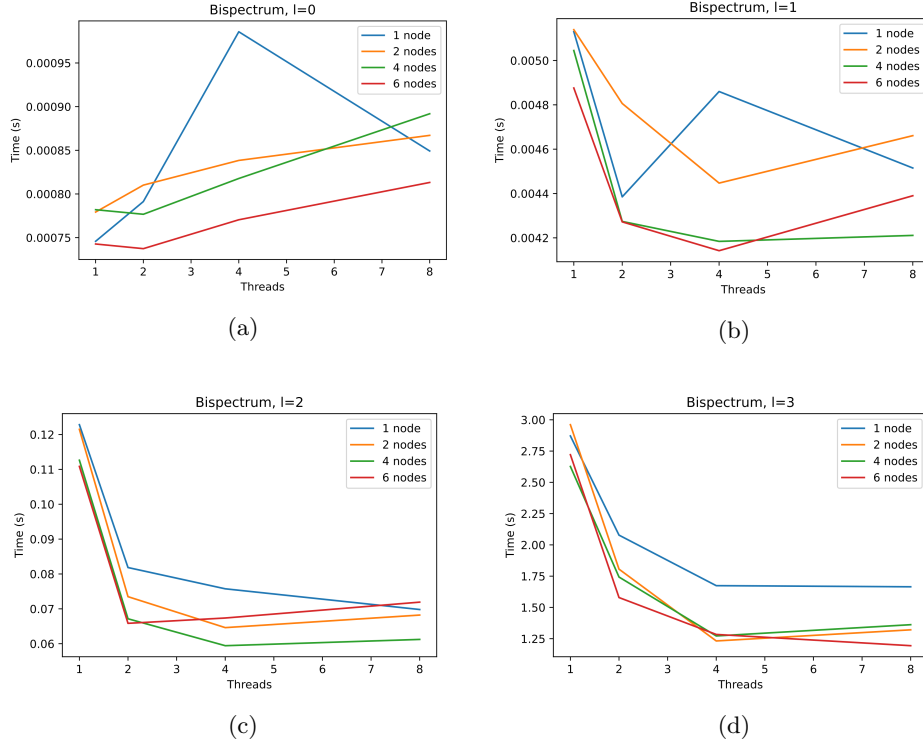 Bispectrum, l=0
0.00095
0.00090
0.00085
0.00080
0.00075
Time (s)
1 node
2 nodes
4 nodes
6 nodes
1 2 3 4 5 6 7 8
Threads
(a)
Bispectrum, l=1
0.0050
0.0048
0.0046
0.0044
0.0042
Time (s)
1 node
2 nodes
4 nodes
6 nodes
1 2 3 4 5 6 7 8
Threads
(b)
Bispectrum, l=2
0.12
0.11
0.10
0.09
0.08
0.07
0.06
Time (s)
1 node
2 nodes
4 nodes
6 nodes
1 2 3 4 5 6 7 8
Threads
(c)
Bispectrum, l=3
3.00
2.75
2.50
2.25
2.00
1.75
1.50
1.25
Time (s)
1 node
2 nodes
4 nodes
6 nodes
1 2 3 4 5 6 7 8
Threads
(d)